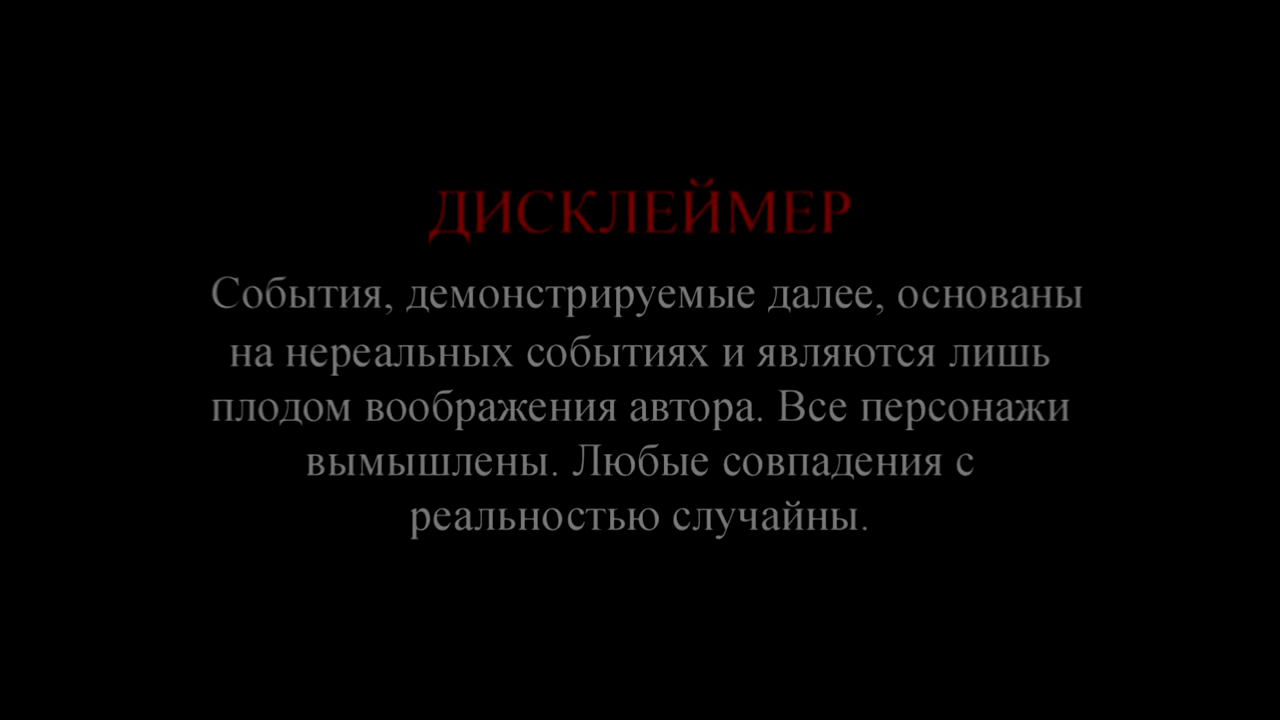 ДИСКЛЕЙМЕР
События, демонстрируемые далее, основаны
на нереальных событиях и являются лишь
плодом воображения автора. Все персонажи
вымышлены. Любые совпадения с
реальностью случайны.